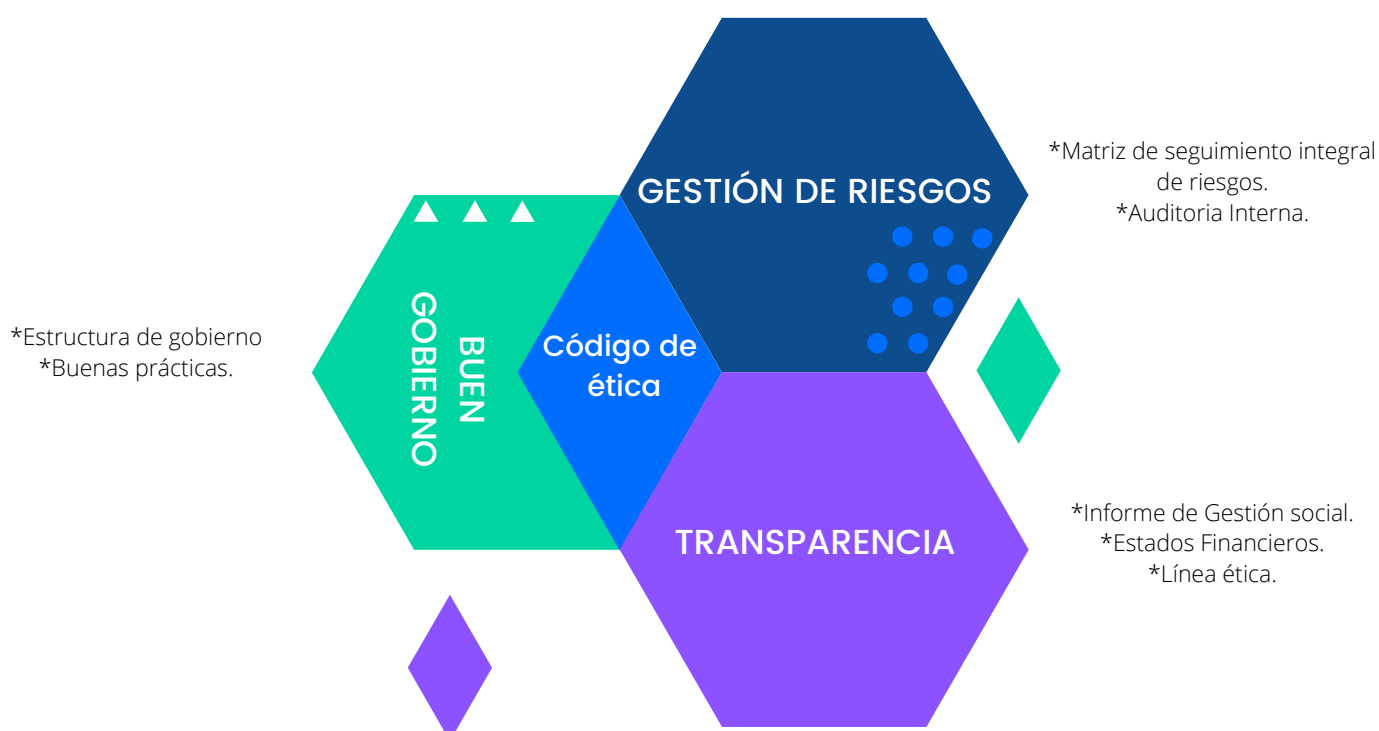 GESTIÓN DE RIESGOS
*Matriz de seguimiento integral
de riesgos.
*Auditoria Interna.
BUEN
GOBIERNO
*Estructura de gobierno
*Buenas prácticas.
Código de
ética
TRANSPARENCIA
*Informe de Gestión social.
*Estados Financieros.
*Línea ética.